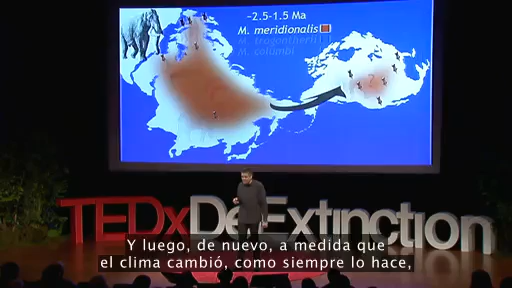 ~2.5-1.5 Ma
M. meridionalis
M. trogontherii
M. columbi
?
TEDxDeExtinction
Y luego, de nuevo, a medida que
el clima cambió, como siempre lo hace,